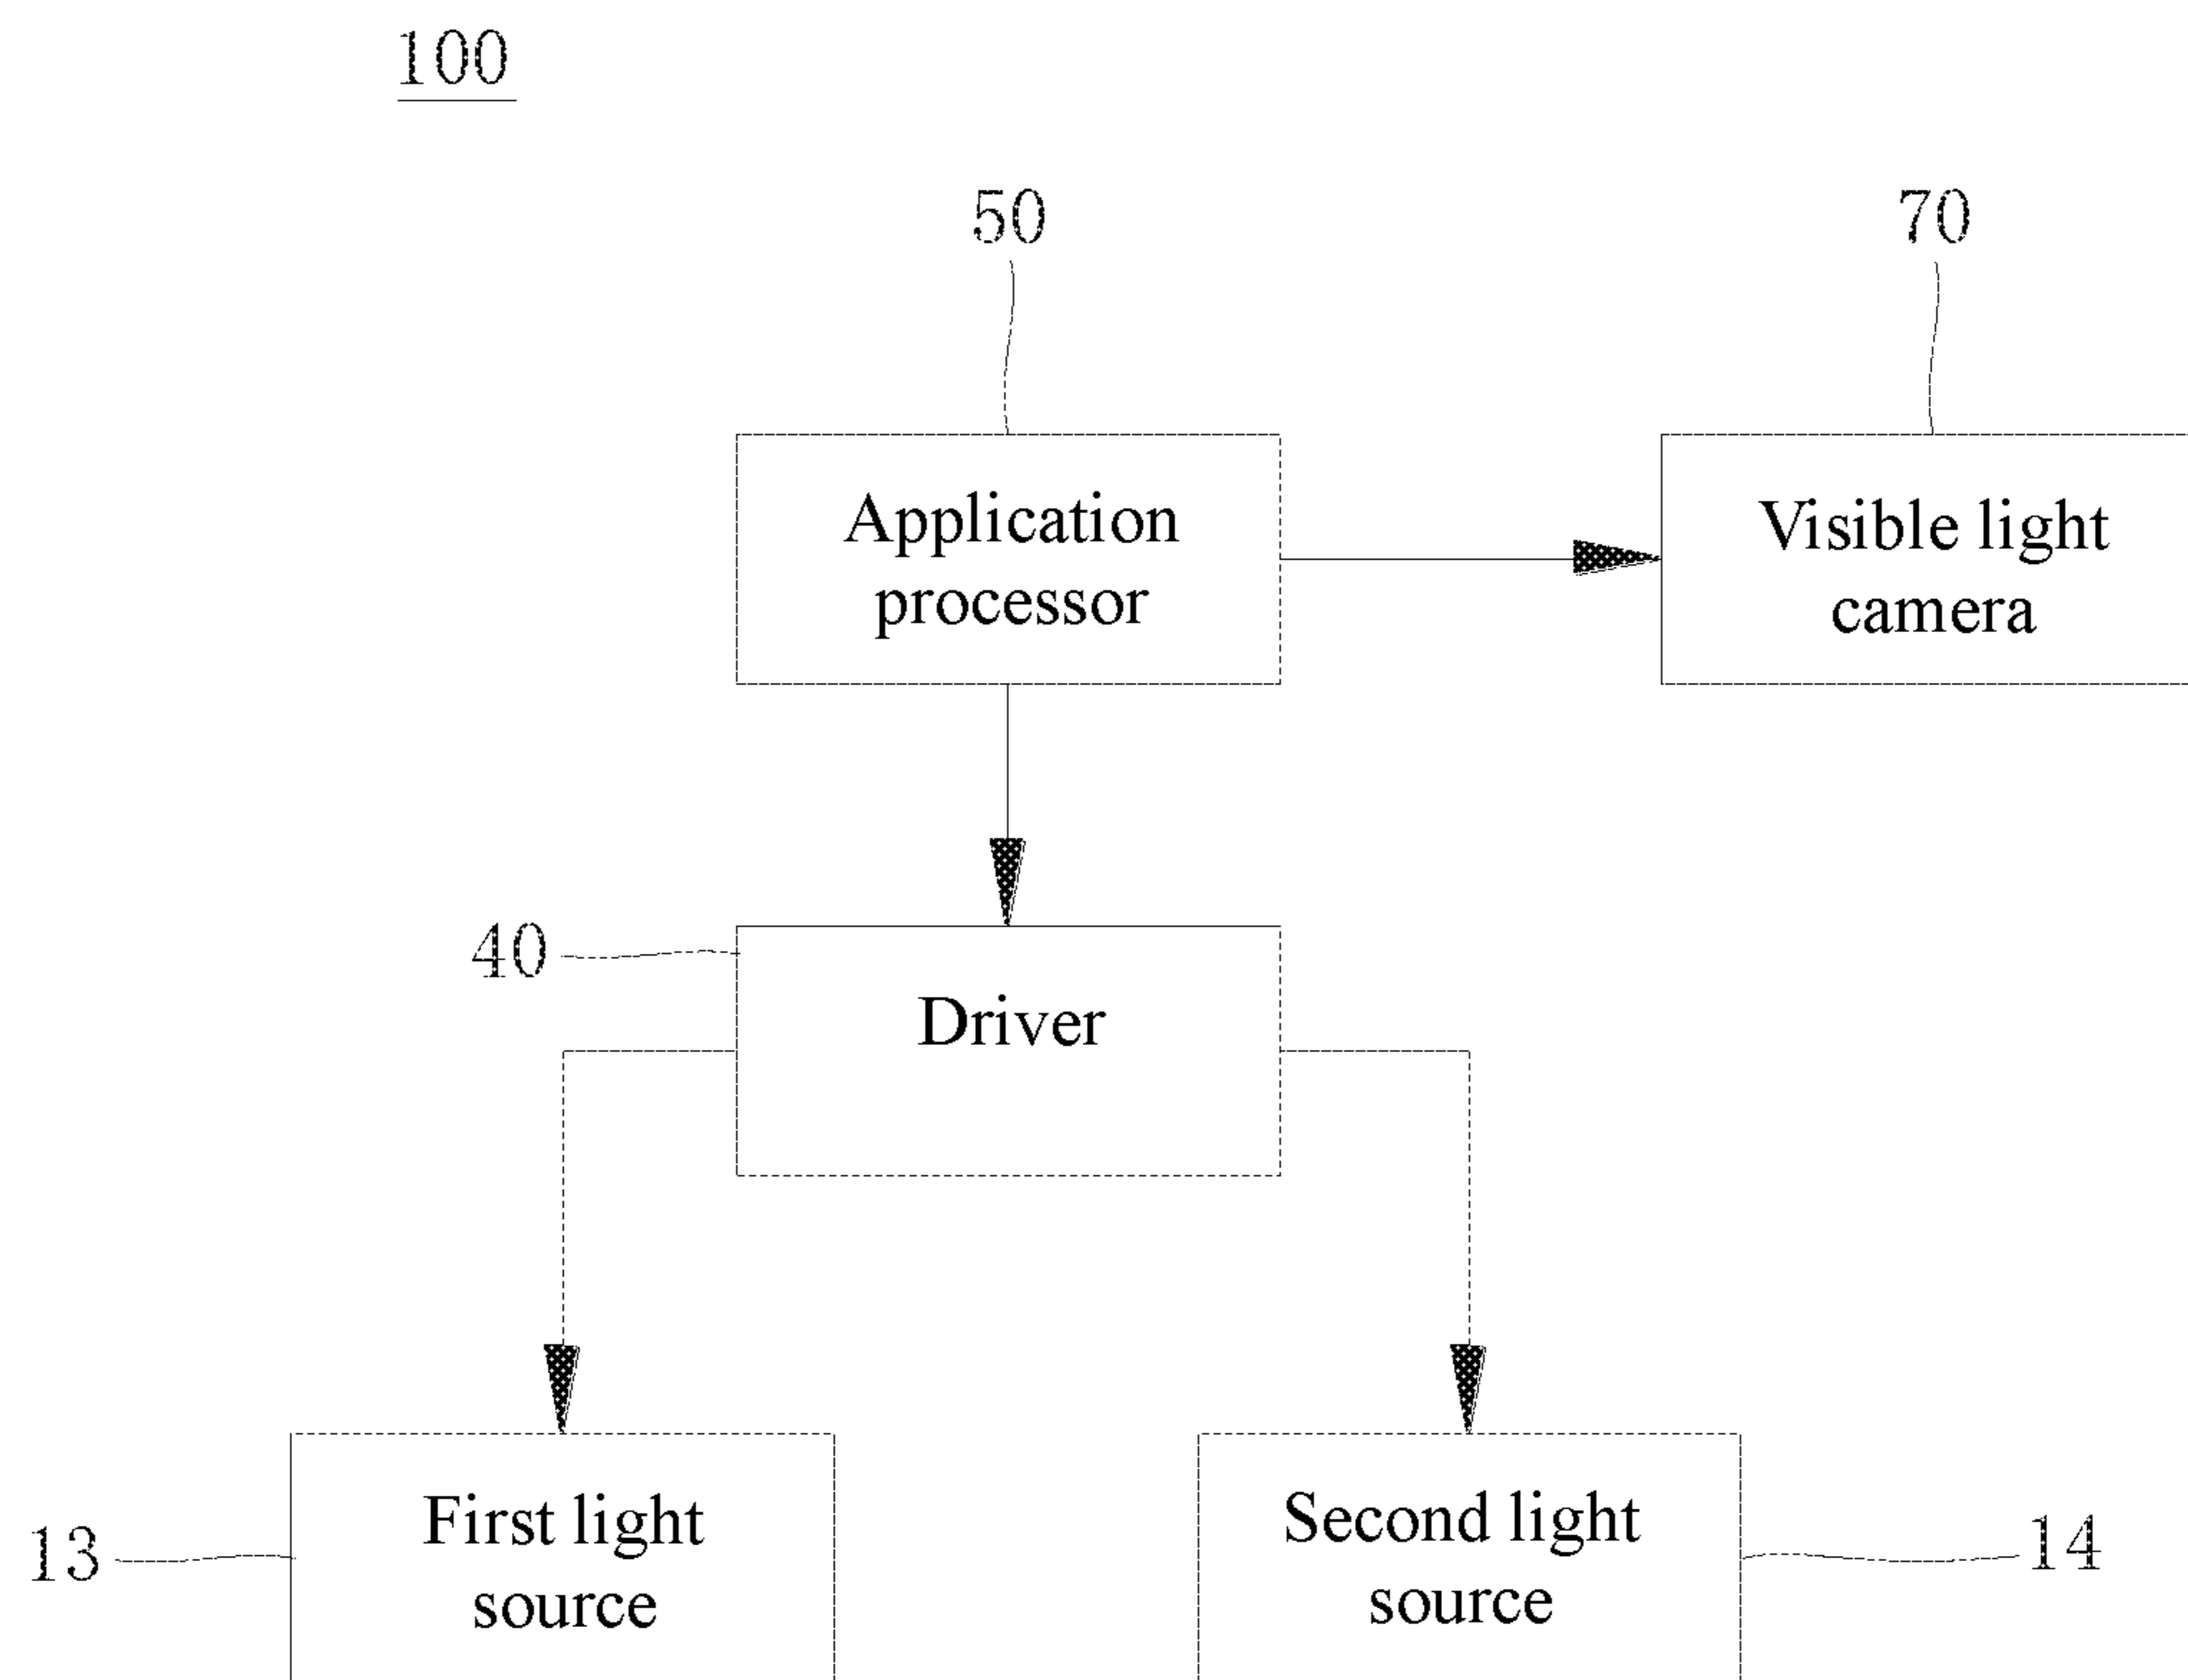 100
50
70
Application
processor
Visible light
camera
40
Driver
First light
source
Second light
source
13
14